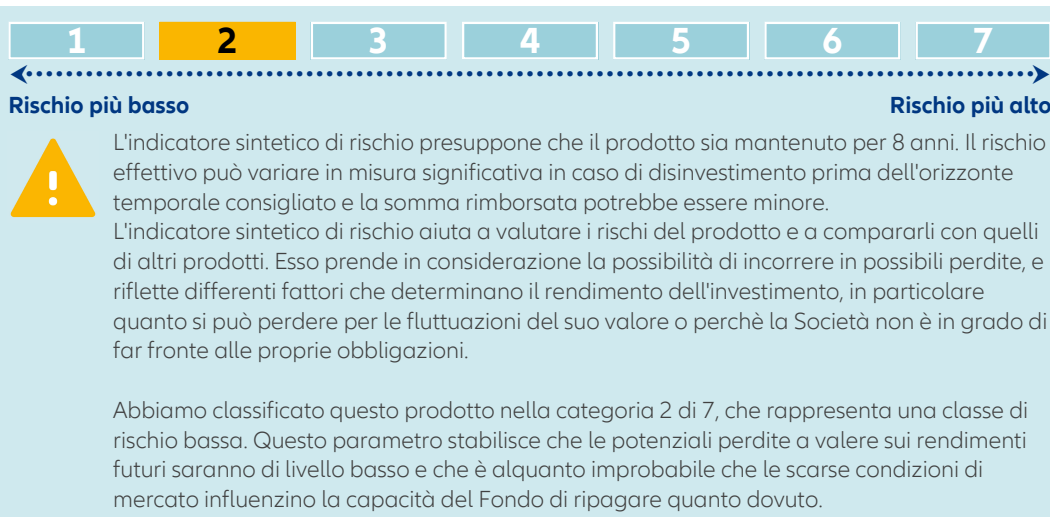 1 2 3 4 5 6 7
Rischio più basso Rischio più alto
L'indicatore sintetico di rischio presuppone che il prodotto sia mantenuto per 8 anni. Il rischio
effettivo può variare in misura significativa in caso di disinvestimento prima dell'orizzonte
temporale consigliato e la somma rimborsata potrebbe essere minore.
L'indicatore sintetico di rischio aiuta a valutare i rischi del prodotto e a compararli con quelli
di altri prodotti. Esso prende in considerazione la possibilità di incorrere in possibili perdite, e
riflette differenti fattori che determinano il rendimento dell'investimento, in particolare
quanto si può perdere per le fluttuazioni del suo valore o perchè la Società non è in grado di
far fronte alle proprie obbligazioni.
Abbiamo classificato questo prodotto nella categoria 2 di 7, che rappresenta una classe di
rischio bassa. Questo parametro stabilisce che le potenziali perdite a valere sui rendimenti
futuri saranno di livello basso e che è alquanto improbabile che le scarse condizioni di
mercato influenzino la capacità del Fondo di ripagare quanto dovuto.